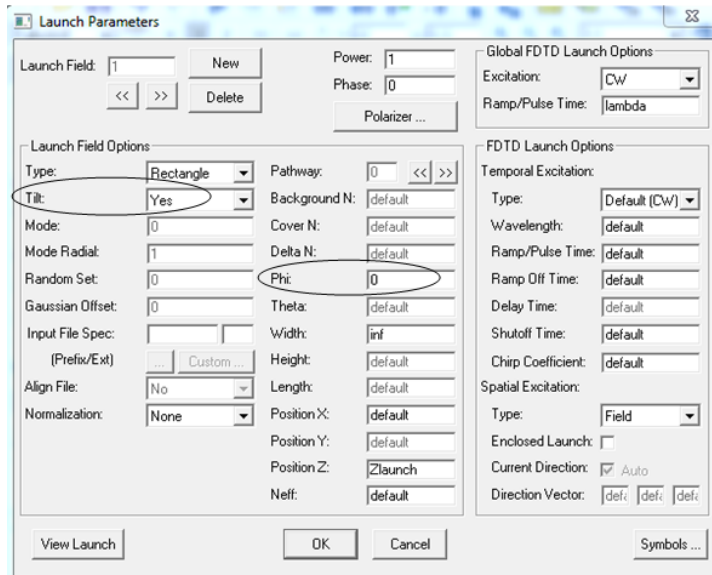 Launch Parameters
Launch Field: 1 New
<< >> Delete
Power: 1
Phase: 0
Polarizer ...
Global FDTD Launch Options
Excitation: CW
Ramp/Pulse Time: lambda
Launch Field Options
Type: Rectangle
Tilt: Yes
Mode: 0
Mode Radial: 1
Random Set: 0
Gaussian Offset: 0
Input File Spec:
(Prefix/Ext) ... Custom ...
Align File: No
Normalization: None
Pathway: 0 << >>
Background N: default
Cover N: default
Delta N: default
Phi: 0
Theta: default
Width: inf
Height: default
Length: default
Position X: default
Position Y: default
Position Z: Zlaunch
Neff: default
FDTD Launch Options
Temporal Excitation:
Type: Default (CW)
Wavelength: default
Ramp/Pulse Time: default
Ramp Off Time: default
Delay Time: default
Shutoff Time: default
Chirp Coefficient: default
Spatial Excitation:
Type: Field
Enclosed Launch:
Current Direction: Auto
Direction Vector: defa defa defa
View Launch OK Cancel Symbols ...